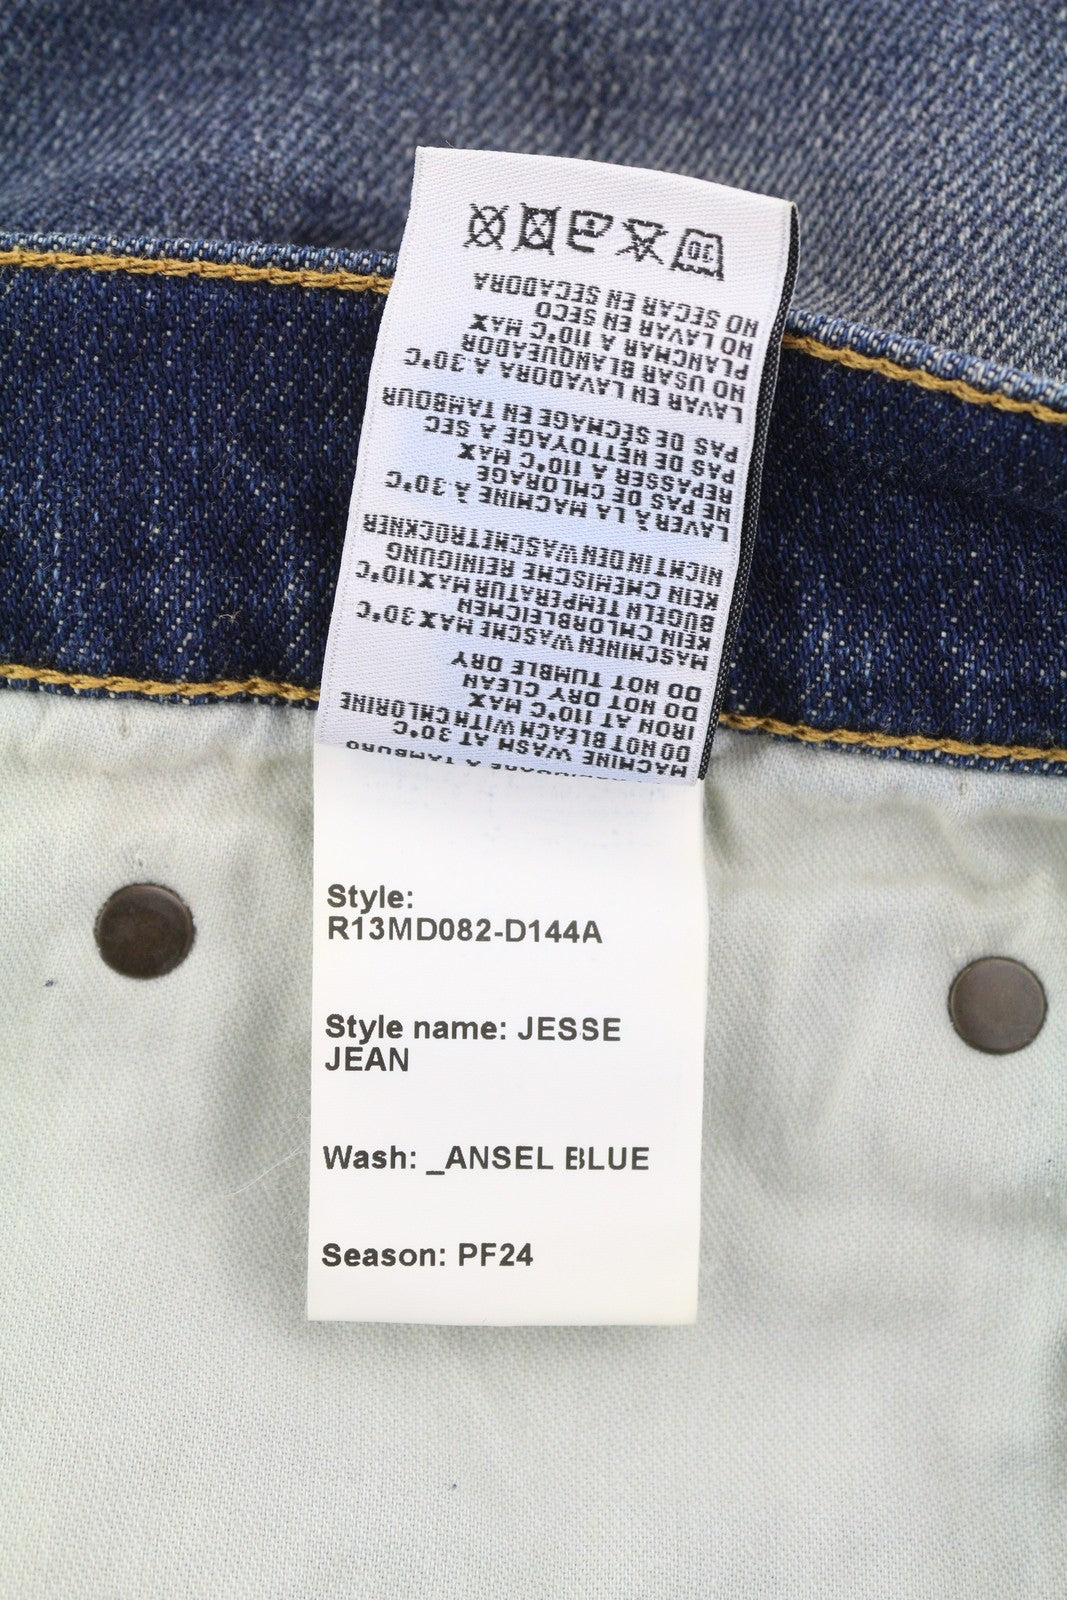 MACHINE WASH AT 30°C
DO NOT BLEACH WITH CHLORINE
IRON AT 110°C MAX
DO NOT DRY CLEAN
DO NOT TUMBLE DRY
MASCHINEN WASCHE MAX 30°C
KEIN CHLORBLEICHEN
BUGELN TEMPERATUR MAX 110°C
KEIN CHEMISCHE REINIGUNG
NICHT IN DEN WASCHETROCKNER
LAVER À LA MACHINE À 30°C
NE PAS DE CHLORAGE
REPASSER A 110°C MAX
PAS DE NETTOYAGE A SEC
PAS DE SÉCHAGE EN TAMBOUR
LAVAR EN LAVADORA A 30°C
NO USAR BLANQUEADOR
PLANCHAR A 110°C MAX
NO LAVAR EN SECO
NO SECAR EN SECADORA
30
Style:
R13MD082-D144A
Style name: JESSE
JEAN
Wash: _ANSEL BLUE
Season: PF24